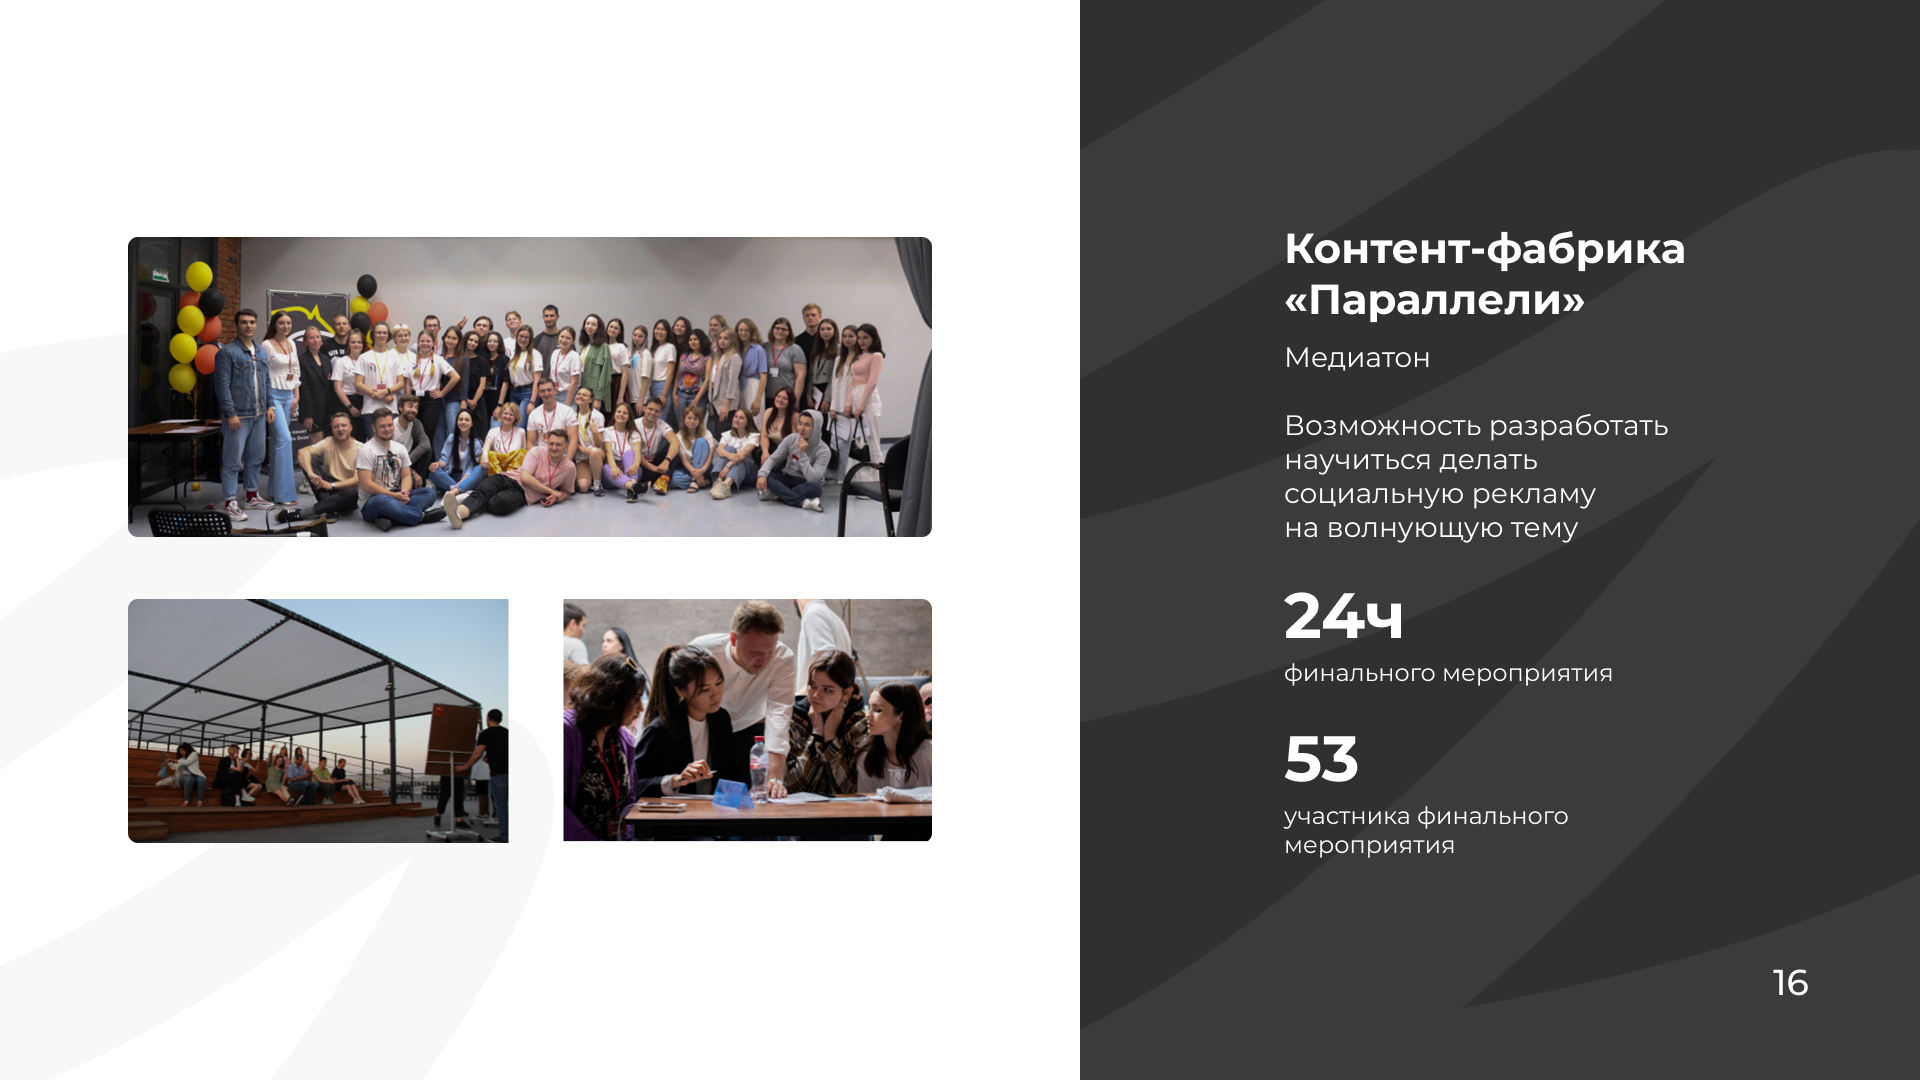 Контент-фабрика
«Параллели»
Медиатон
Возможность разработать
научиться делать
социальную рекламу
на волнующую тему
24ч
финального мероприятия
53
участника финального
мероприятия
16